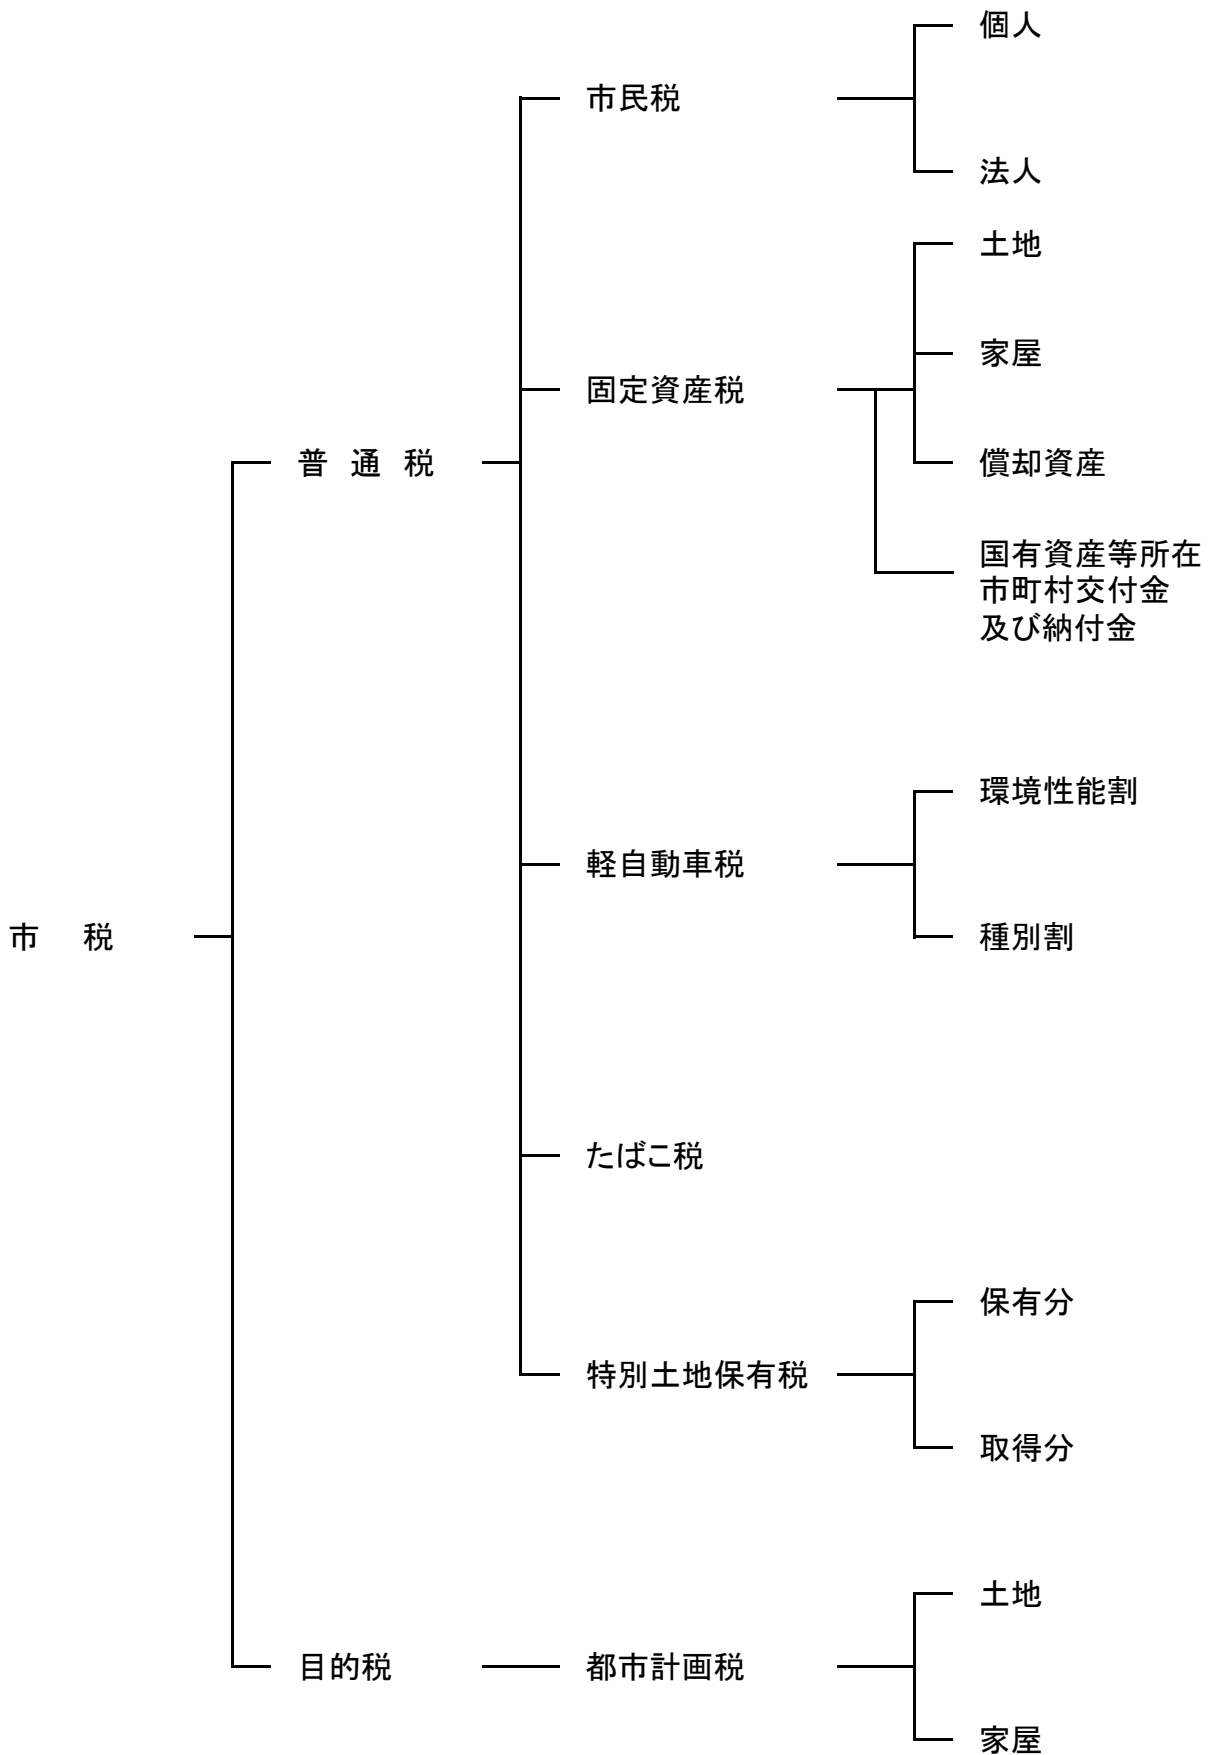 個人
市民税
法人
土地
家屋
固定資産税
普 通 税
償却資産
国有資産等所在
市町村交付金
及び納付金
環境性能割
軽自動車税
市 税
種別割
たばこ税
保有分
特別土地保有税
取得分
土地
目的税
都市計画税
家屋